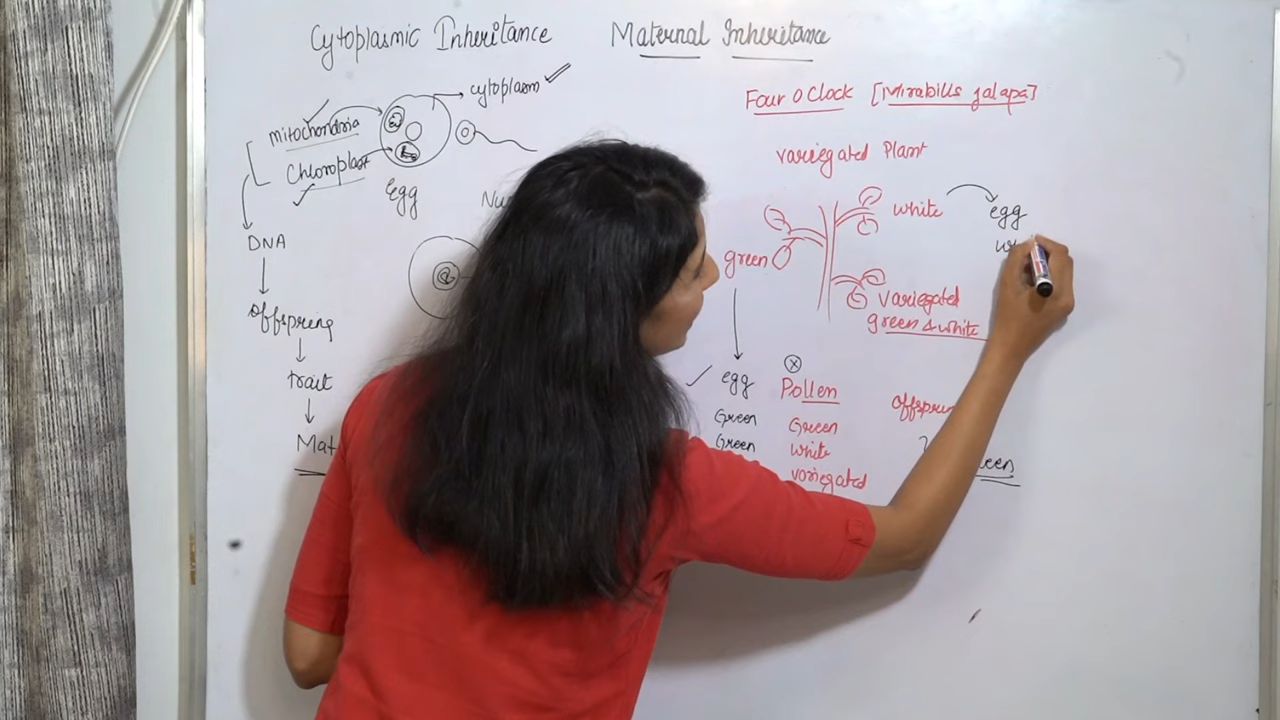 Cytoplasmic Inheritance
Maternal Inheritance
cytoplasm
mitochondria
Chloroplast
Egg
DNA
offspring
trait
Four O Clock [Mirabills jalapa]
variegated Plant
white
egg
green
variegated
green & white
egg
Pollen
Green
Green
Green
white
variegated